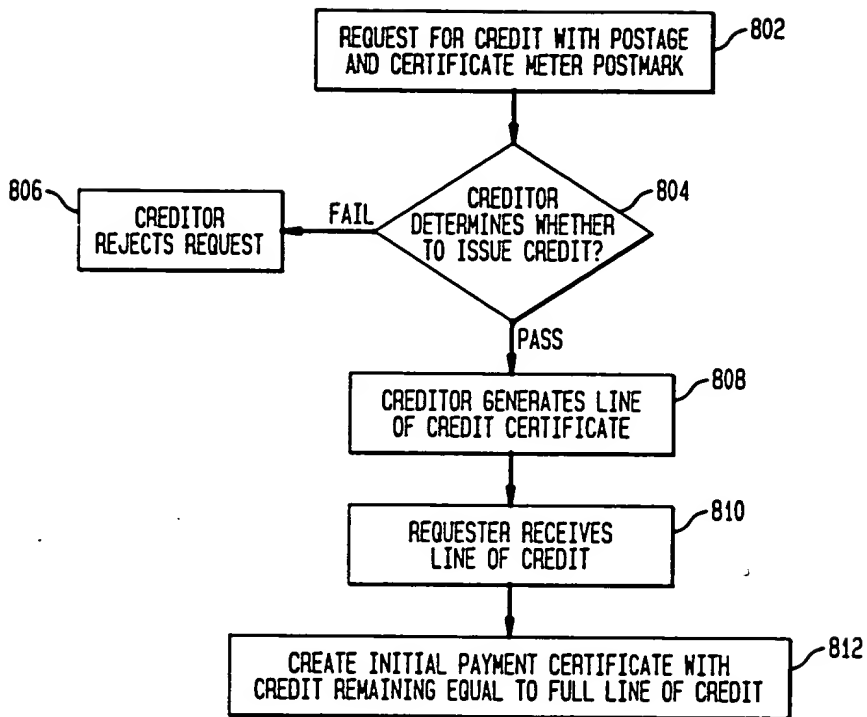 REQUEST FOR CREDIT WITH POSTAGE
AND CERTIFICATE METER POSTMARK
802
CREDITOR
DETERMINES WHETHER
TO ISSUE CREDIT?
804
FAIL
806
CREDITOR
REJECTS REQUEST
PASS
CREDITOR GENERATES LINE
OF CREDIT CERTIFICATE
808
REQUESTER RECEIVES
LINE OF CREDIT
810
CREATE INITIAL PAYMENT CERTIFICATE WITH
CREDIT REMAINING EQUAL TO FULL LINE OF CREDIT
812